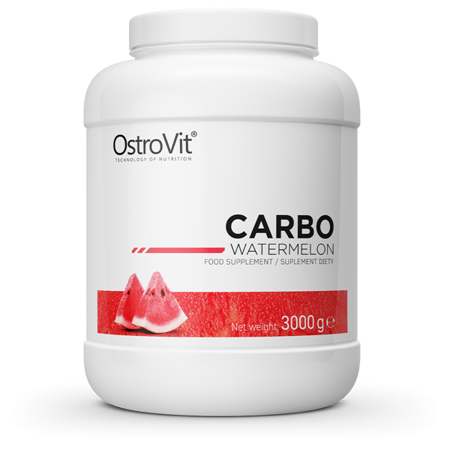 OstroVit®
TECHNOLOGY OF NUTRITION
CARBO
WATERMELON
FOOD SUPPLEMENT / SUPLEMENT DIETY
Net weight 3000 g ℮